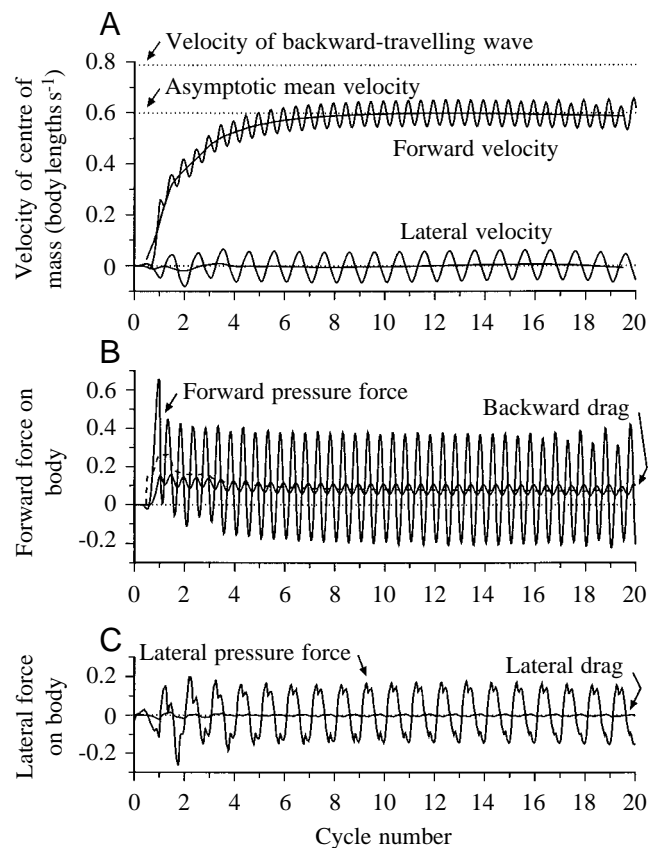 A
Velocity of backward-travelling wave
Asymptotic mean velocity
Forward velocity
Lateral velocity
Velocity of centre of
mass (body lengths s-1)
0.8
0.6
0.4
0.2
0
0 2 4 6 8 10 12 14 16 18 20
B
Forward pressure force
Backward drag
Forward force on
body
0.6
0.4
0.2
0
-0.2
0 2 4 6 8 10 12 14 16 18 20
C
Lateral pressure force
Lateral drag
Lateral force
on body
0.2
0
-0.2
0 2 4 6 8 10 12 14 16 18 20
Cycle number